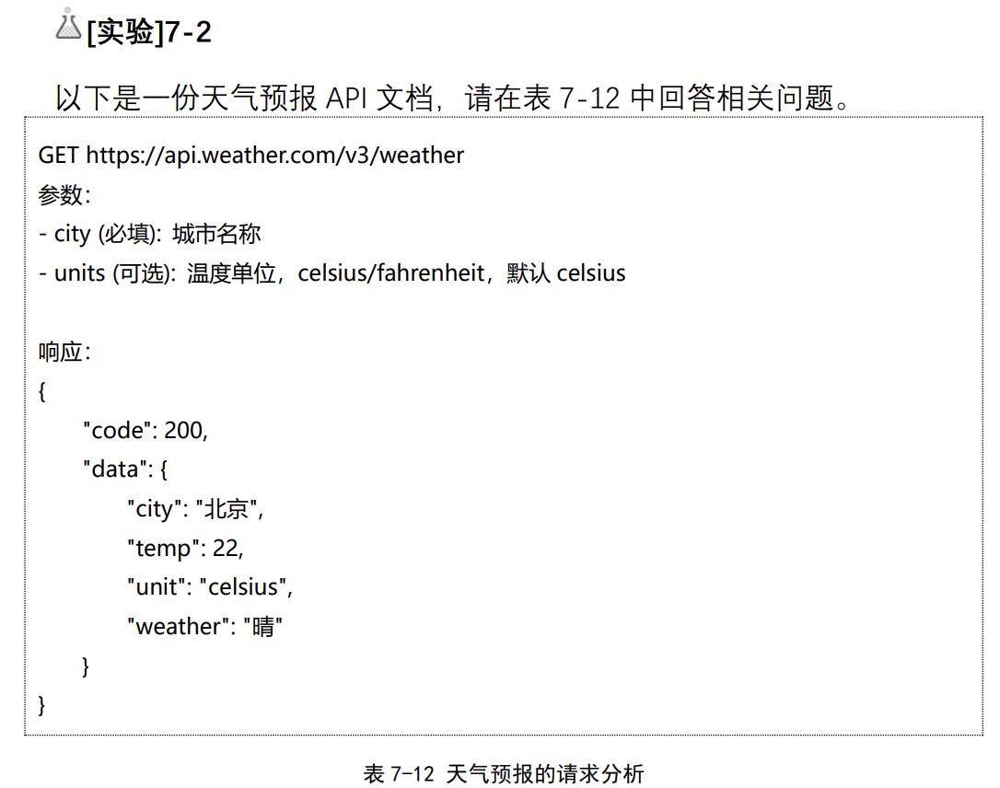 [实验]7-2
以下是一份天气预报 API 文档，请在表 7-12 中回答相关问题。
GET https://api.weather.com/v3/weather
参数：
- city (必填)：城市名称
- units (可选)：温度单位，celsius/fahrenheit，默认 celsius
响应：
{
"code": 200,
"data": {
"city": "北京",
"temp": 22,
"unit": "celsius",
"weather": "晴"
}
}
表 7-12 天气预报的请求分析